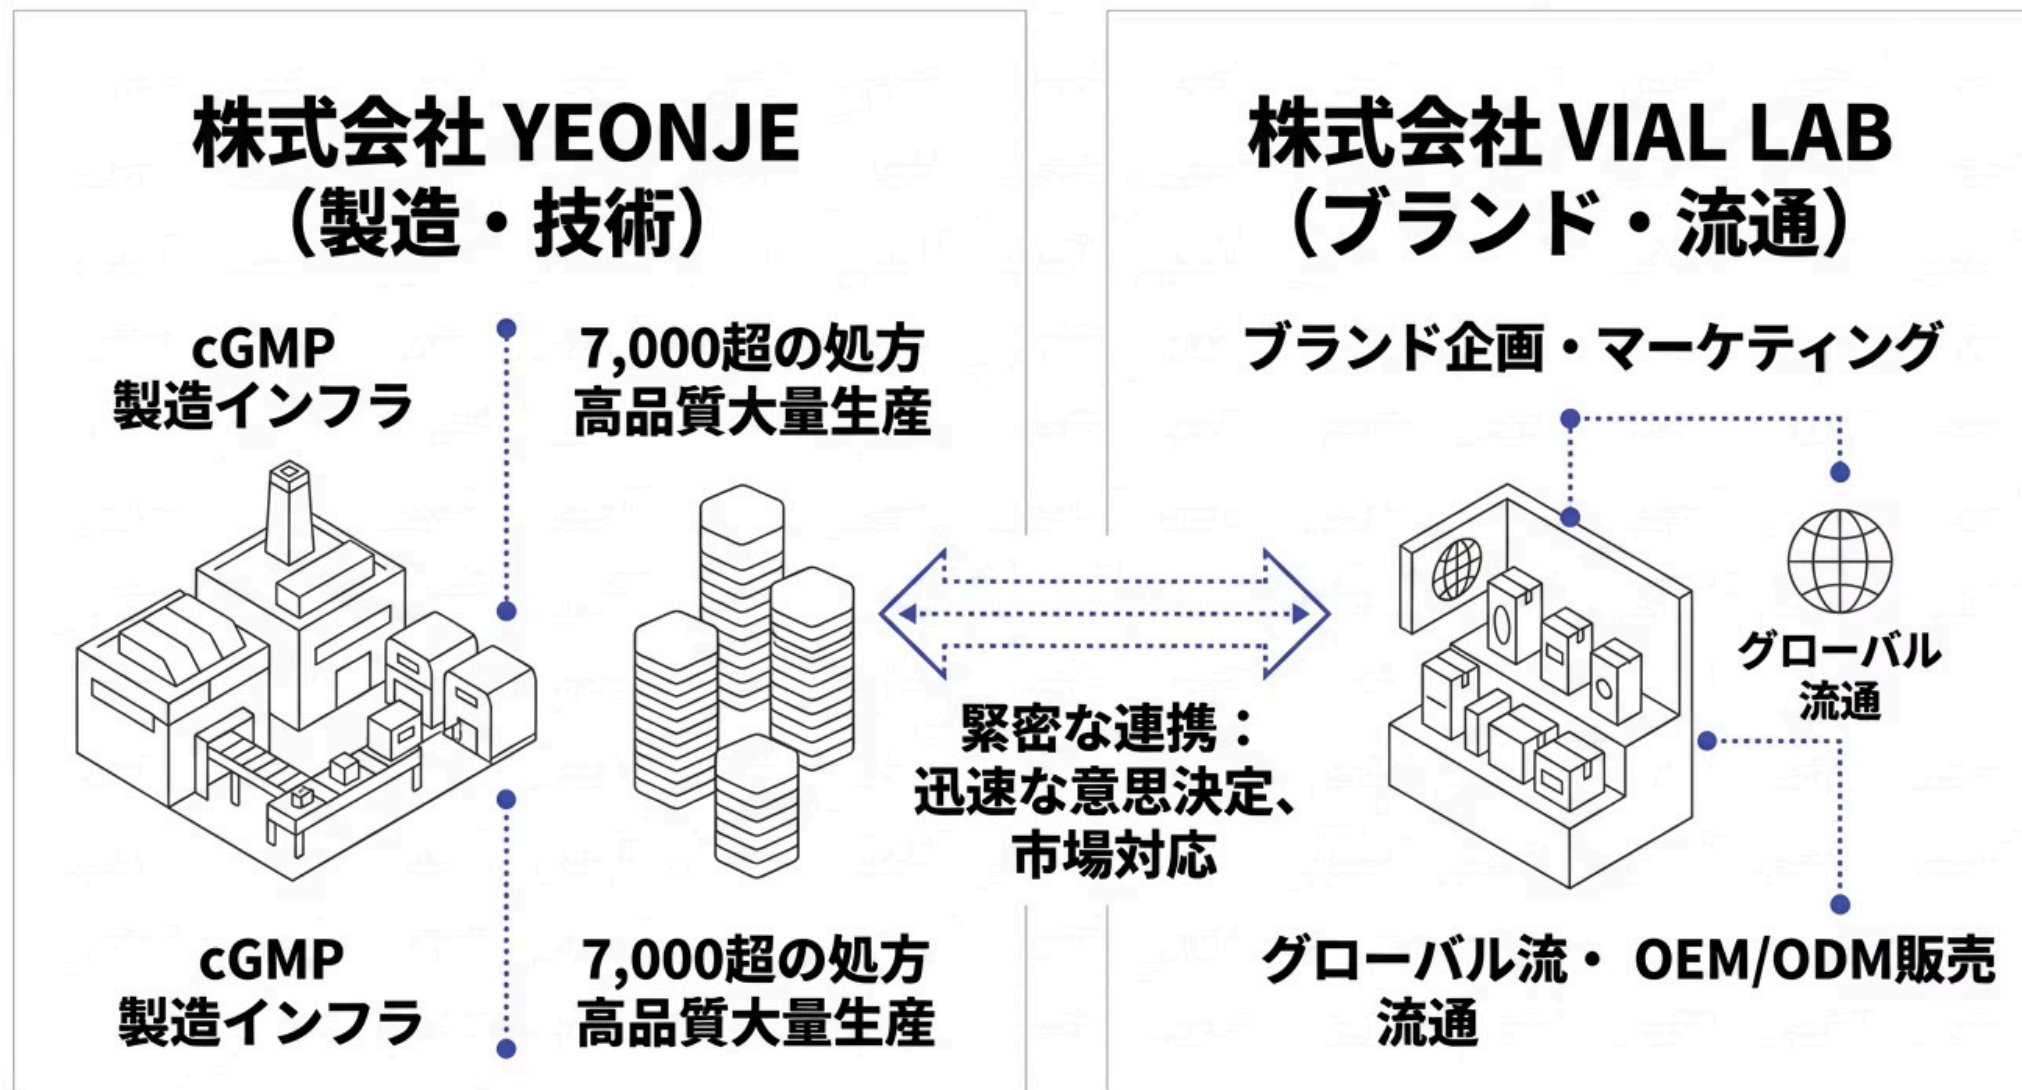 株式会社 YEONJE
（製造・技術）
cGMP
製造インフラ
7,000超の処方
高品質大量生産
cGMP
製造インフラ
7,000超の処方
高品質大量生産
緊密な連携：
迅速な意思決定、
市場対応
株式会社 VIAL LAB
（ブランド・流通）
ブランド企画・マーケティング
グローバル
流通
グローバル流・ OEM/ODM販売
流通